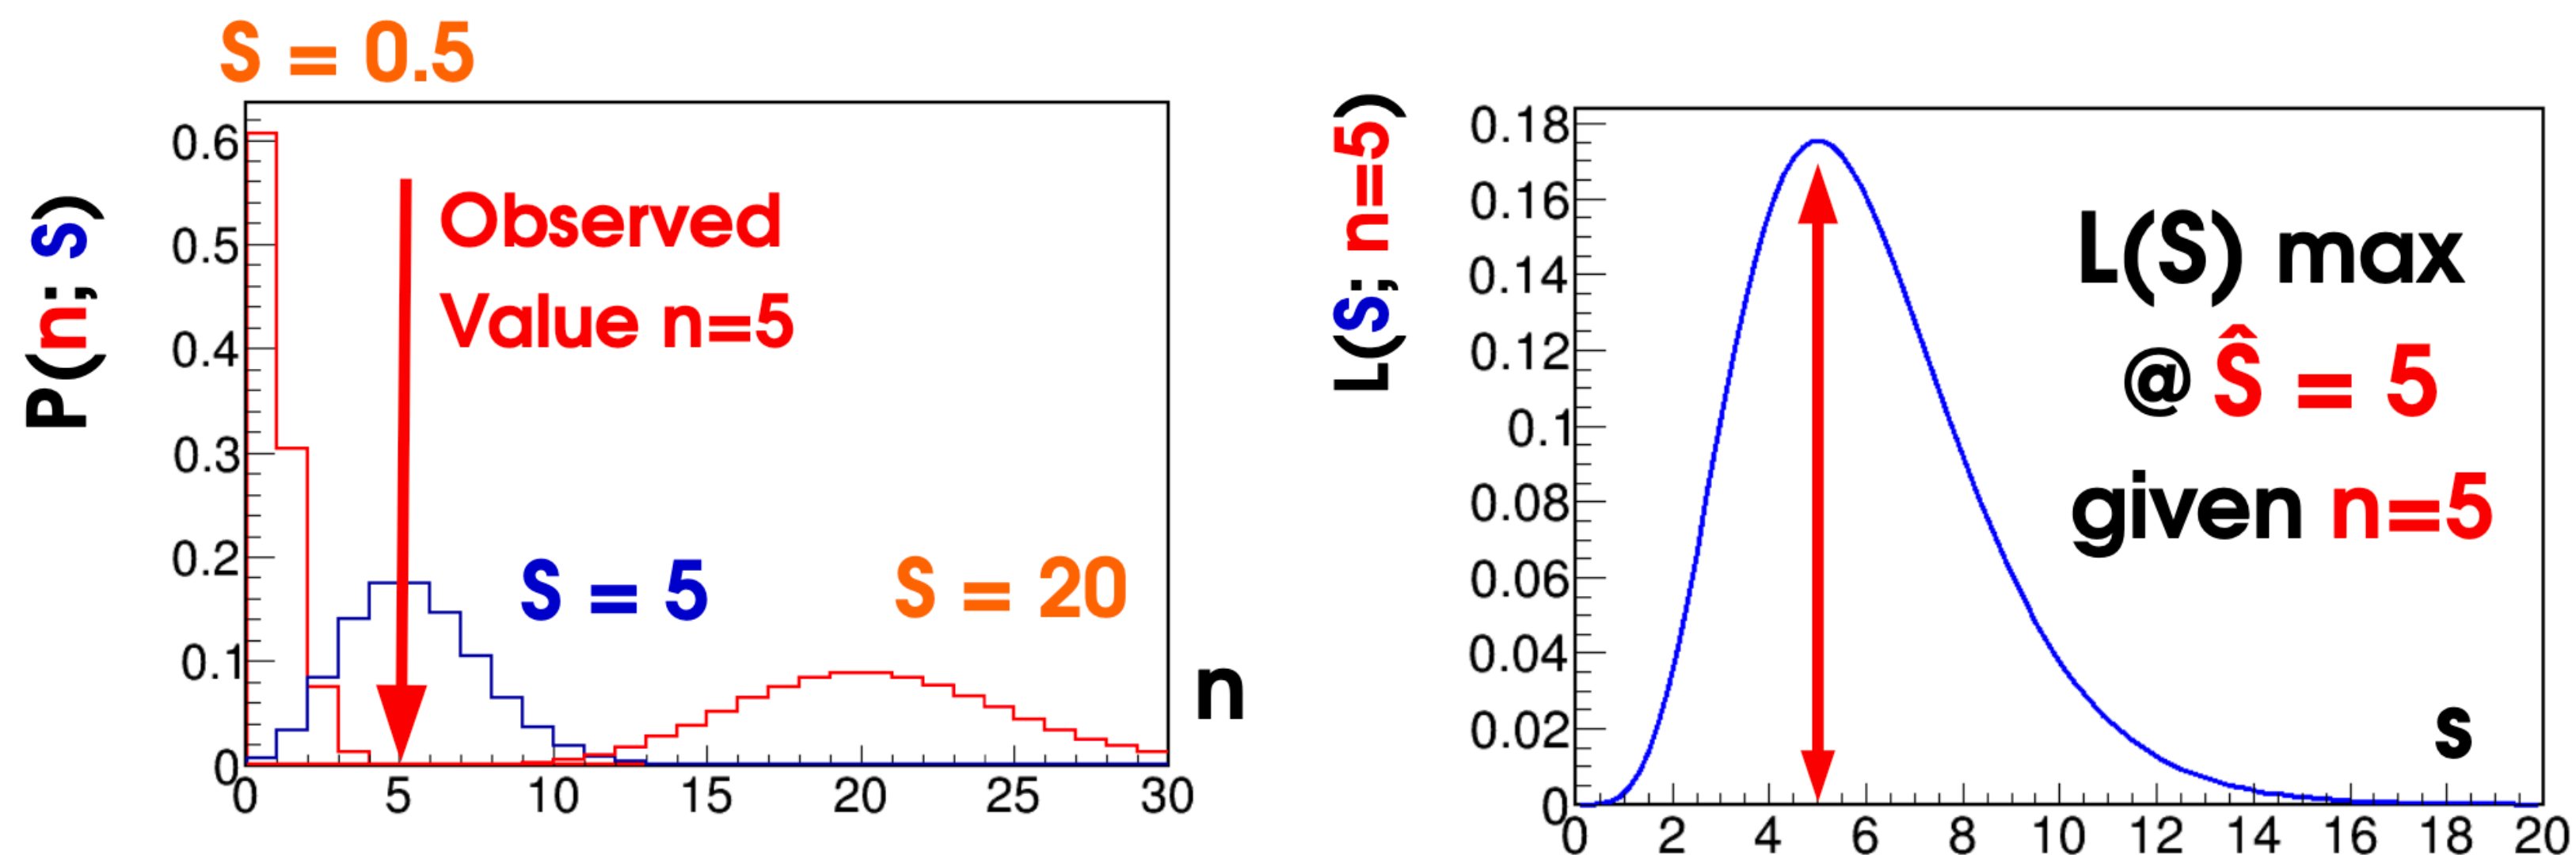 S = 0.5
P(n; S)
0.6
0.5
0.4
0.3
0.2
0.1
0
Observed
Value n=5
S = 5
S = 20
n
0 5 10 15 20 25 30
L(S; n=5)
0.18
0.16
0.14
0.12
0.1
0.08
0.06
0.04
0.02
0
L(S) max
@ Ŝ = 5
given n=5
s
0 2 4 6 8 10 12 14 16 18 20